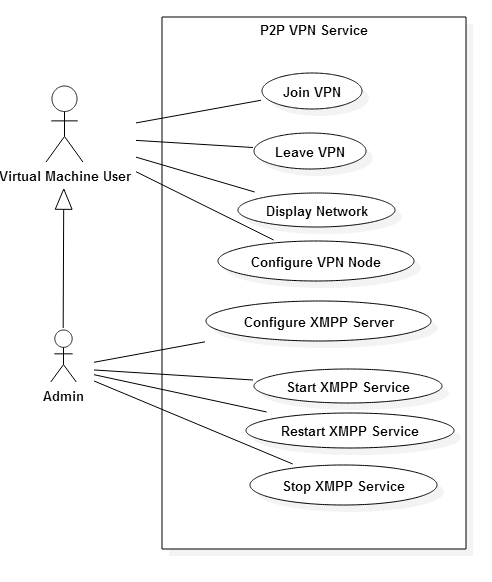 P2P VPN Service
Join VPN
Leave VPN
Virtual Machine User
Display Network
Configure VPN Node
Configure XMPP Server
Start XMPP Service
Admin
Restart XMPP Service
Stop XMPP Service